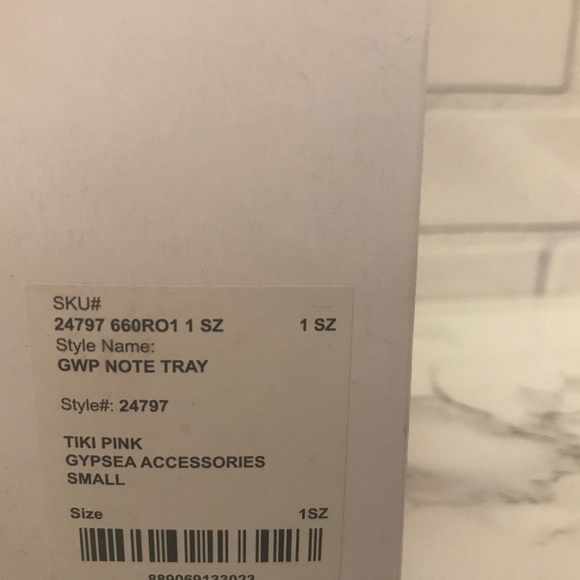 SKU#
24797 660RO1 1 SZ 1 SZ
Style Name:
GWP NOTE TRAY
Style#: 24797
TIKI PINK
GYPSEA ACCESSORIES
SMALL
Size 1SZ